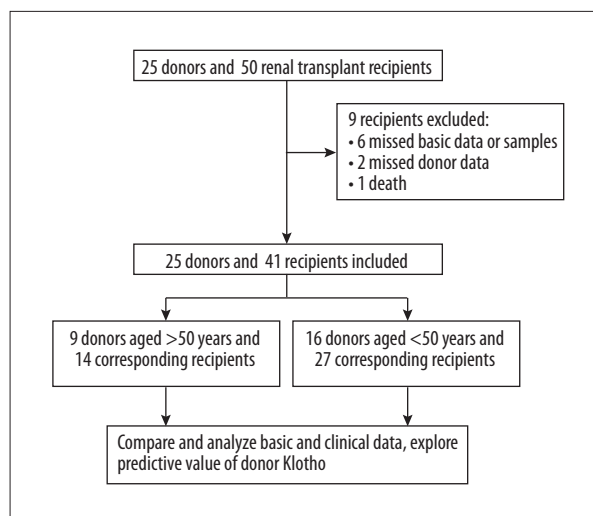 25 donors and 50 renal transplant recipients
9 recipients excluded:
• 6 missed basic data or samples
• 2 missed donor data
• 1 death
25 donors and 41 recipients included
9 donors aged >50 years and
14 corresponding recipients
16 donors aged <50 years and
27 corresponding recipients
Compare and analyze basic and clinical data, explore
predictive value of donor Klotho